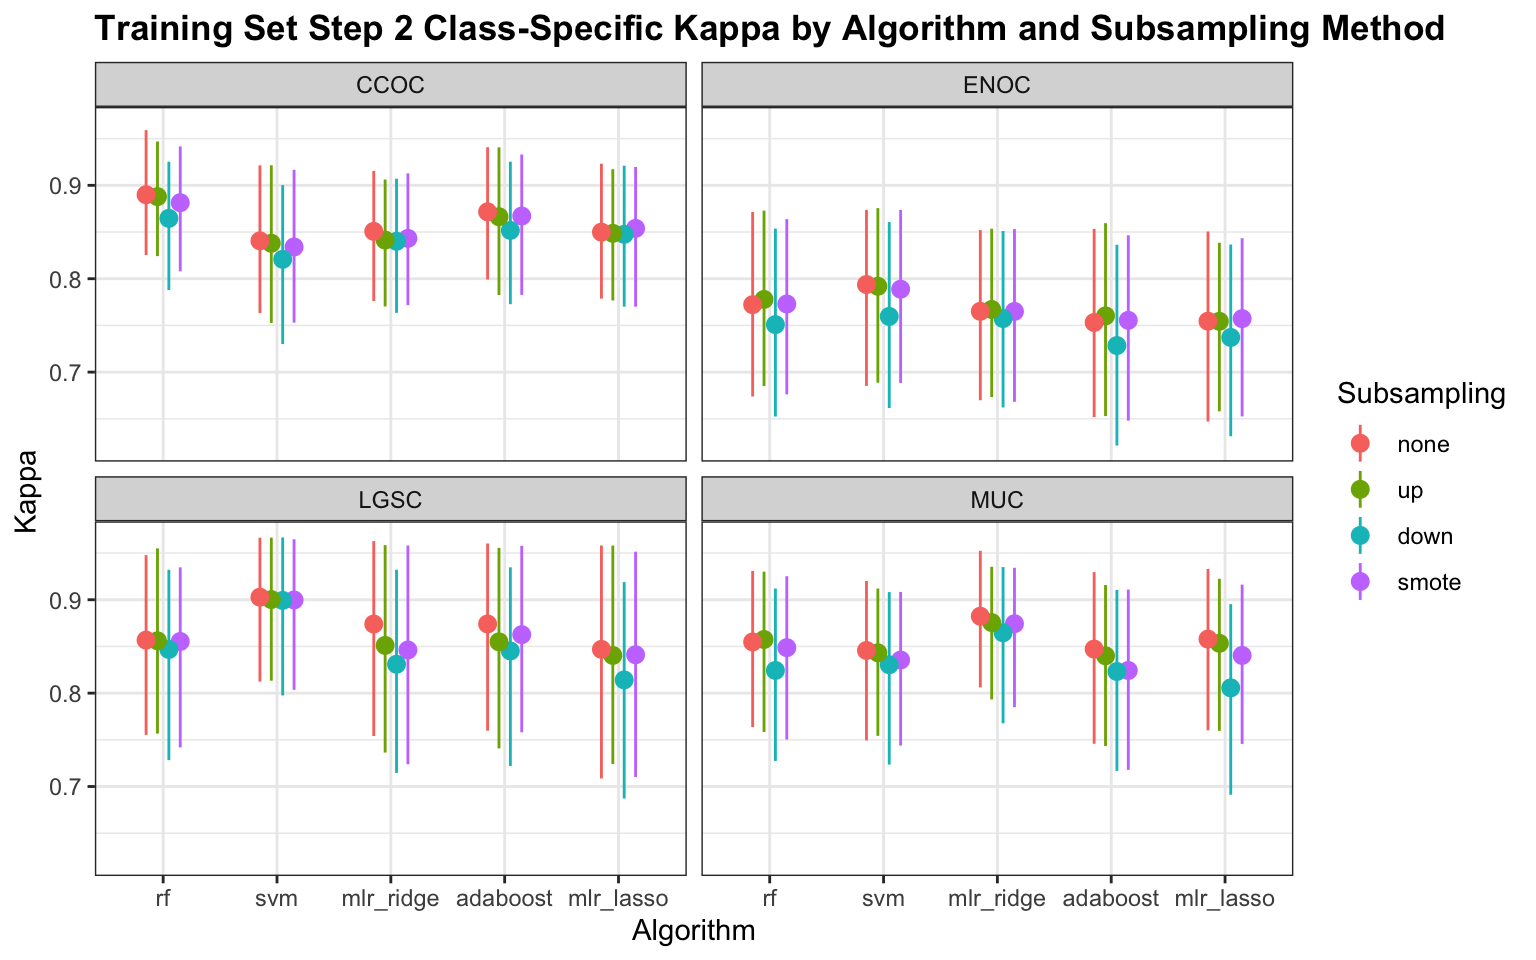 Training Set Step 2 Class-Specific Kappa by Algorithm and Subsampling Method
CCOC
ENOC
0.9
0.8
0.7
Kappa
LGSC
MUC
0.9
0.8
0.7
rf svm mlr_ridge adaboost mlr_lasso
rf svm mlr_ridge adaboost mlr_lasso
Algorithm
Subsampling
none
up
down
smote